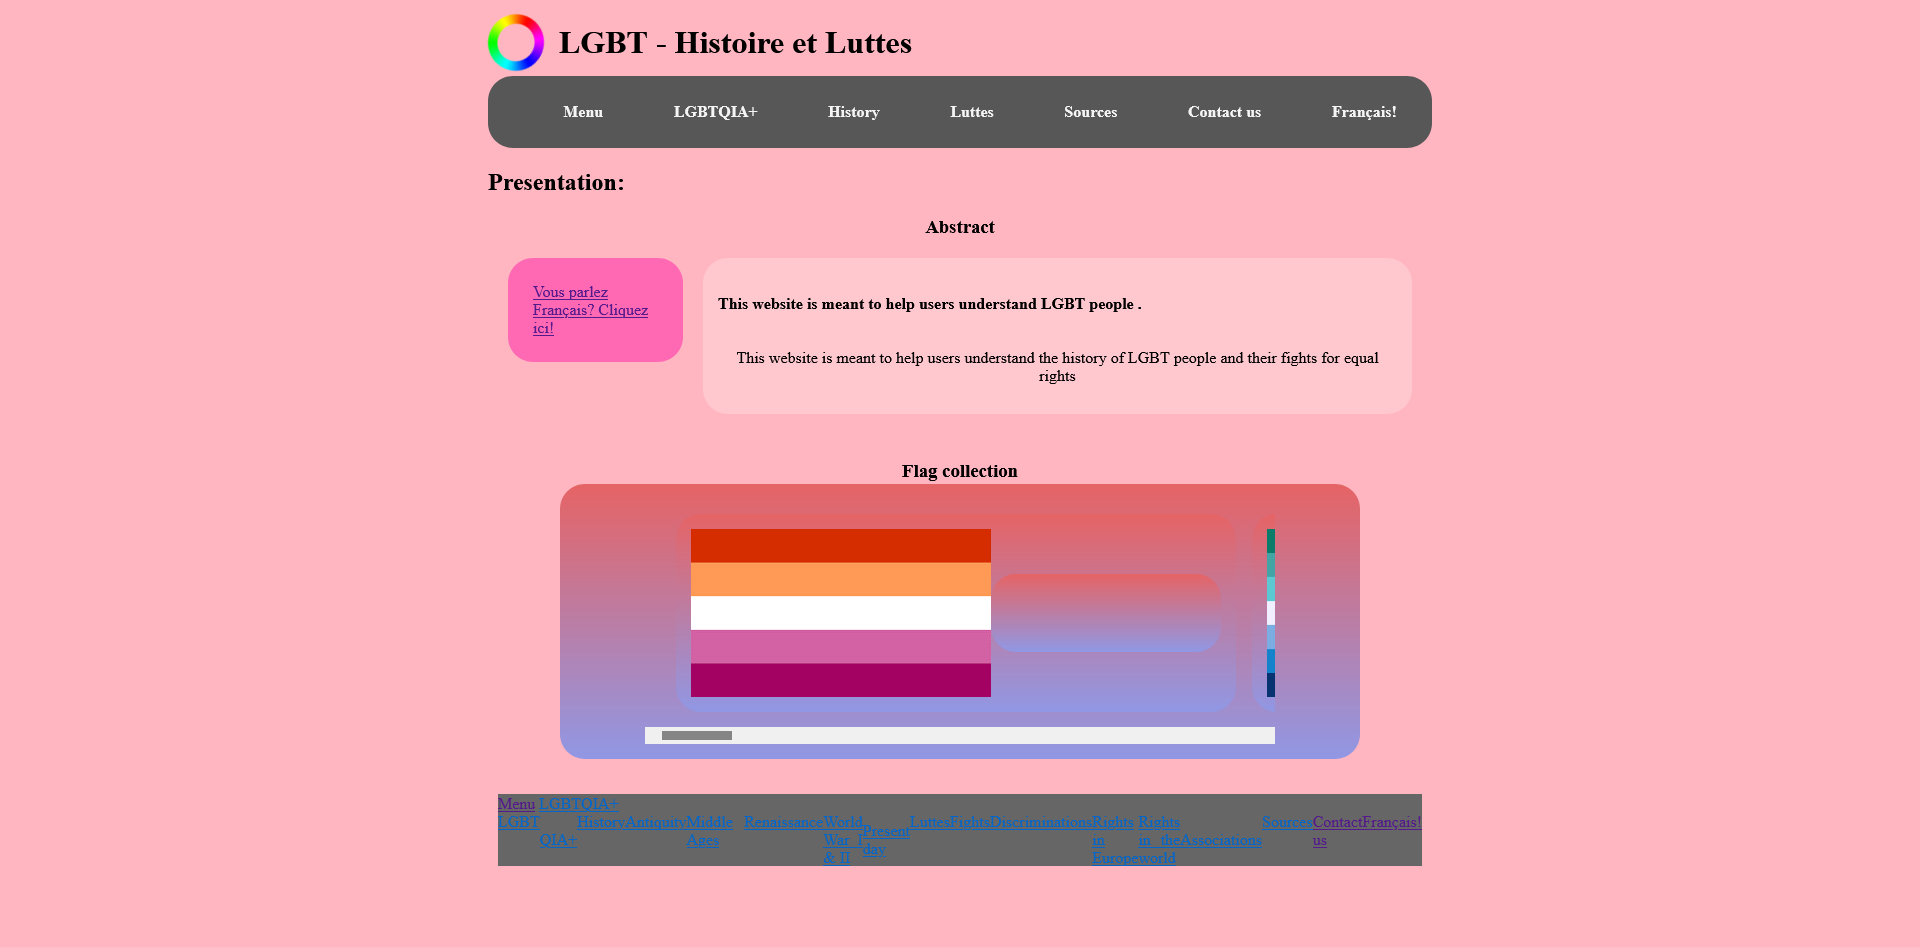 LGBT - Histoire et Luttes
Menu LGBTQIA+ History Luttes Sources Contact us Français!
Presentation:
Abstract
Vous parlez
Français? Cliquez
ici!
This website is meant to help users understand LGBT people .
This website is meant to help users understand the history of LGBT people and their fights for equal
rights
Flag collection
Menu LGBTQIA+
LGBT
QIA+
History
Antiquity
Middle
Ages
Renaissance
World
War I
& II
Present
day
Luttes
Fights
Discriminations
Rights
in
Europe
Rights
in the
world
Associations
Sources
Contact
us
Français!